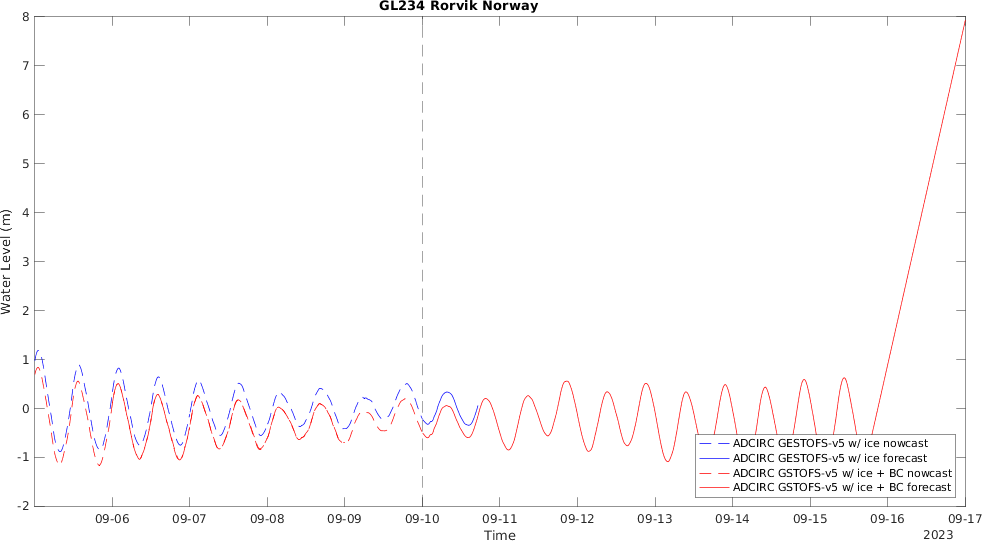 GL234 Rorvik Norway
8
7
6
5
4
3
2
1
0
-1
-2
Water Level (m)
ADCIRC GESTOFS-v5 w/ ice nowcast
ADCIRC GESTOFS-v5 w/ ice forecast
ADCIRC GSTOFS-v5 w/ ice + BC nowcast
ADCIRC GSTOFS-v5 w/ ice + BC forecast
09-06 09-07 09-08 09-09 09-10 09-11 09-12 09-13 09-14 09-15 09-16 09-17
Time
2023